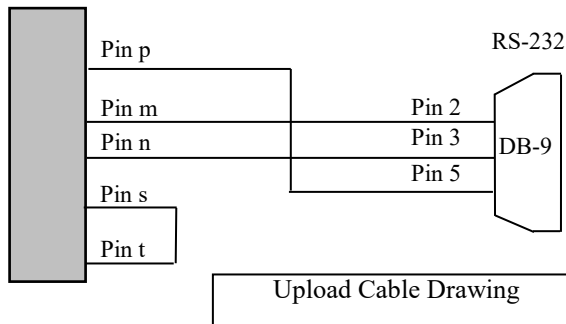 RS-232
Pin p
Pin m
Pin 2
Pin n
Pin 3
DB-9
Pin 5
Pin s
Pin t
Upload Cable Drawing